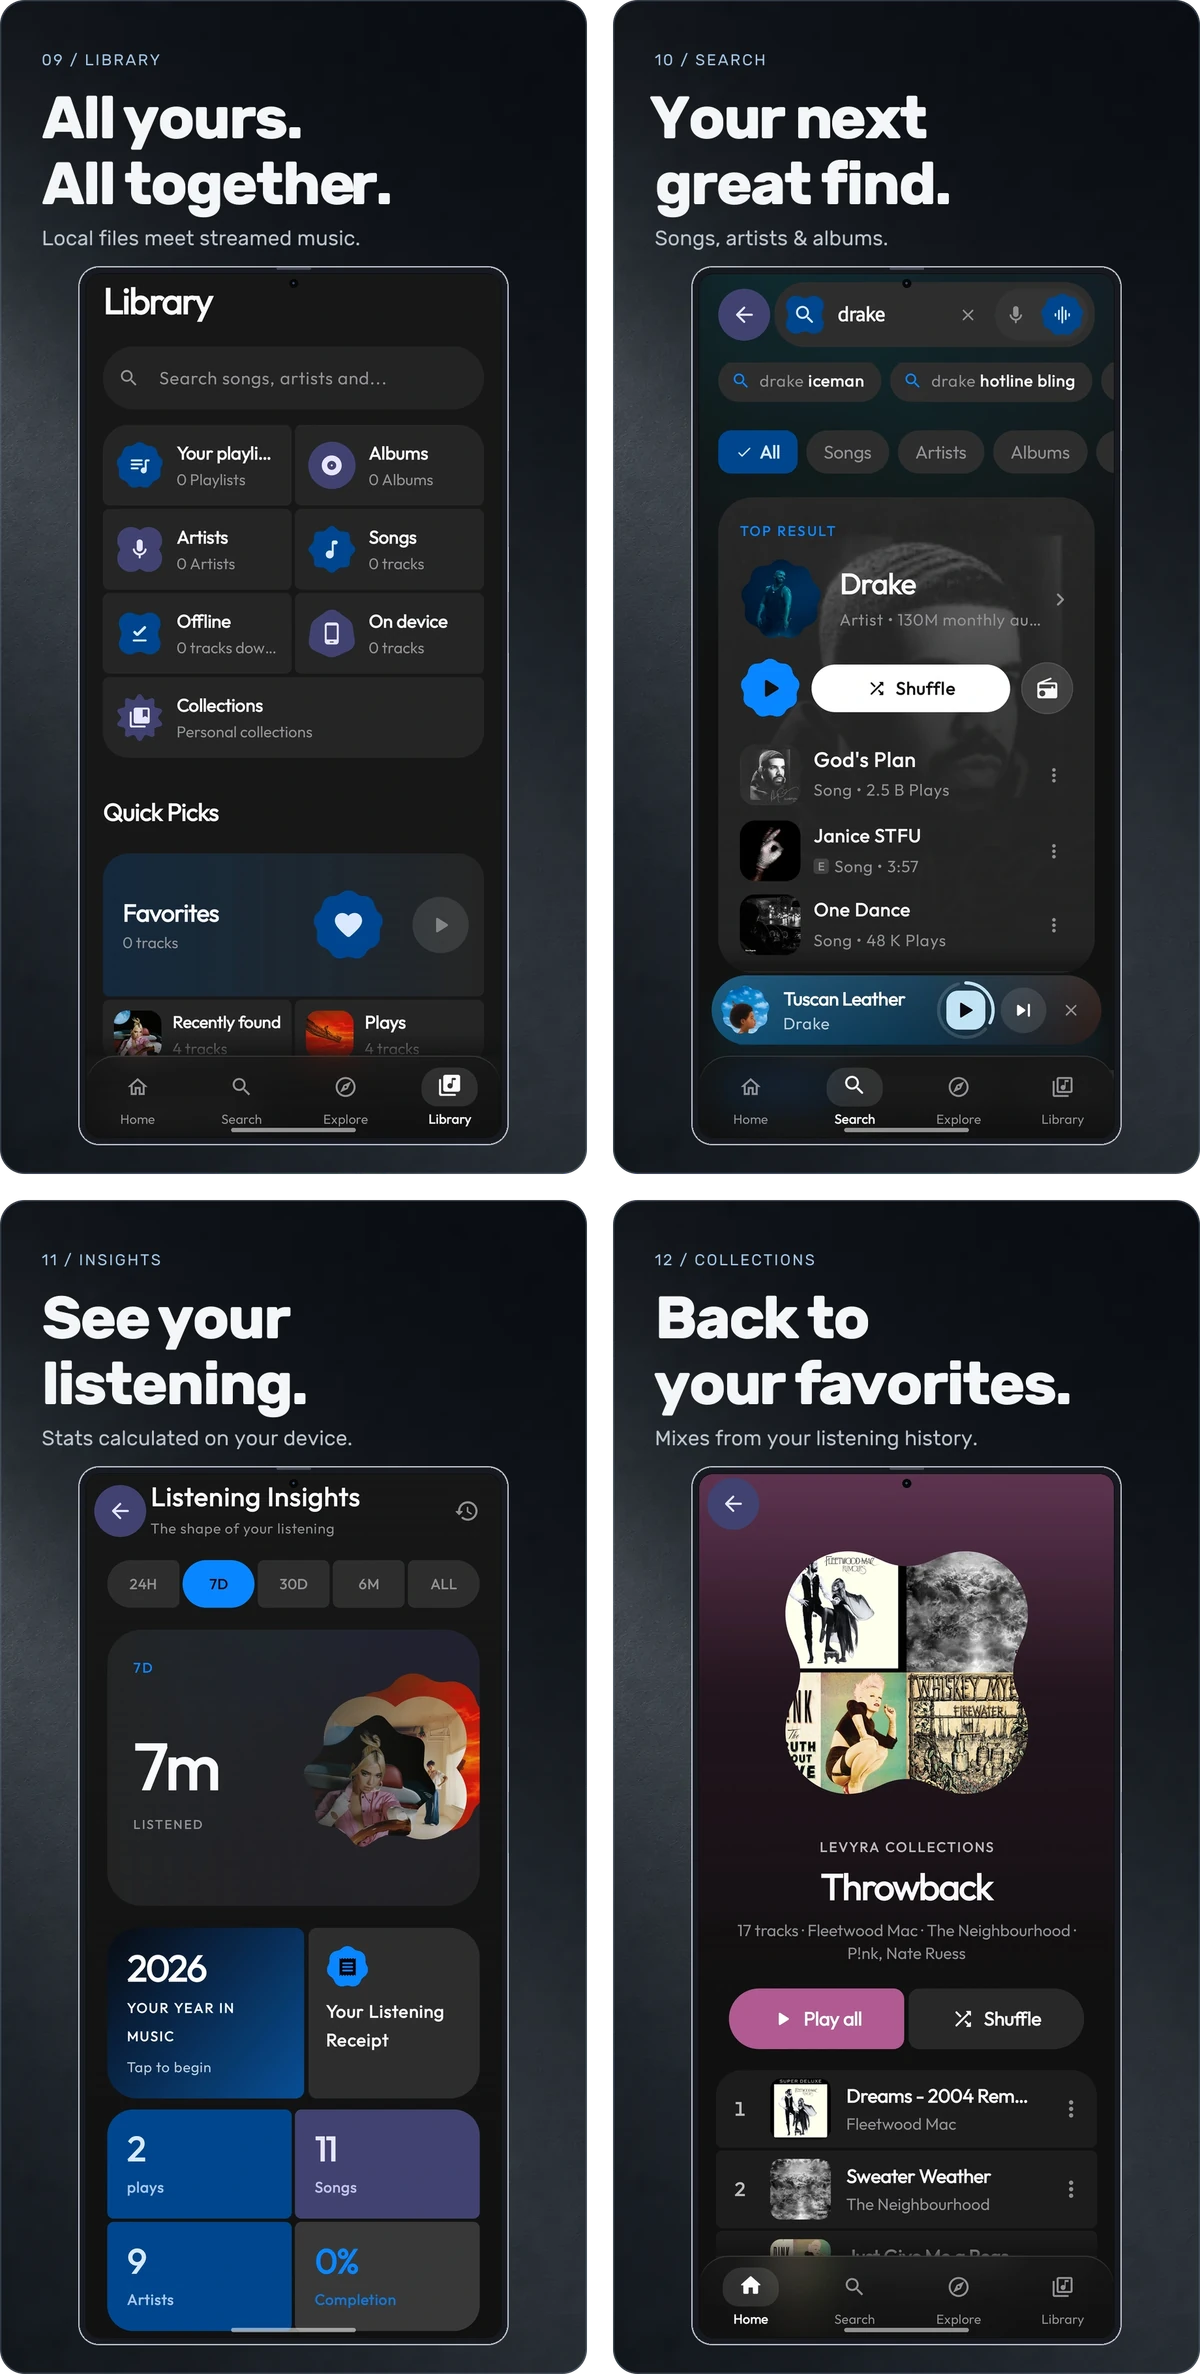 09 / LIBRARY
All yours.
All together.
Local files meet streamed music.
Library
Search songs, artists and...
Your playli...
0 Playlists
Albums
0 Albums
Artists
0 Artists
Songs
0 tracks
Offline
0 tracks dow...
On device
0 tracks
Collections
Personal collections
Quick Picks
Favorites
0 tracks
Recently found
4 tracks
Plays
4 tracks
Home
Search
Explore
Library
10 / SEARCH
Your next
great find.
Songs, artists & albums.
drake
drake iceman
drake hotline bling
All
Songs
Artists
Albums
TOP RESULT
Drake
Artist • 130M monthly au...
Shuffle
God's Plan
Song • 2.5 B Plays
Janice STFU
E Song • 3:57
One Dance
Song • 48 K Plays
Tuscan Leather
Drake
Home
Search
Explore
Library
11 / INSIGHTS
See your
listening.
Stats calculated on your device.
Listening Insights
The shape of your listening
24H
7D
30D
6M
ALL
7D
7m
LISTENED
2026
YOUR YEAR IN
MUSIC
Tap to begin
Your Listening
Receipt
2
plays
11
Songs
9
Artists
0%
Completion
12 / COLLECTIONS
Back to
your favorites.
Mixes from your listening history.
FLEETWOOD MAC
RUMOURS
WHISKEY MYE
FIREWATER
LEVYRA COLLECTIONS
Throwback
17 tracks · Fleetwood Mac · The Neighbourhood ·
P!nk, Nate Ruess
Play all
Shuffle
1
SUPER DELUXE
Dreams - 2004 Rem...
Fleetwood Mac
2
Sweater Weather
The Neighbourhood
Home
Search
Explore
Library